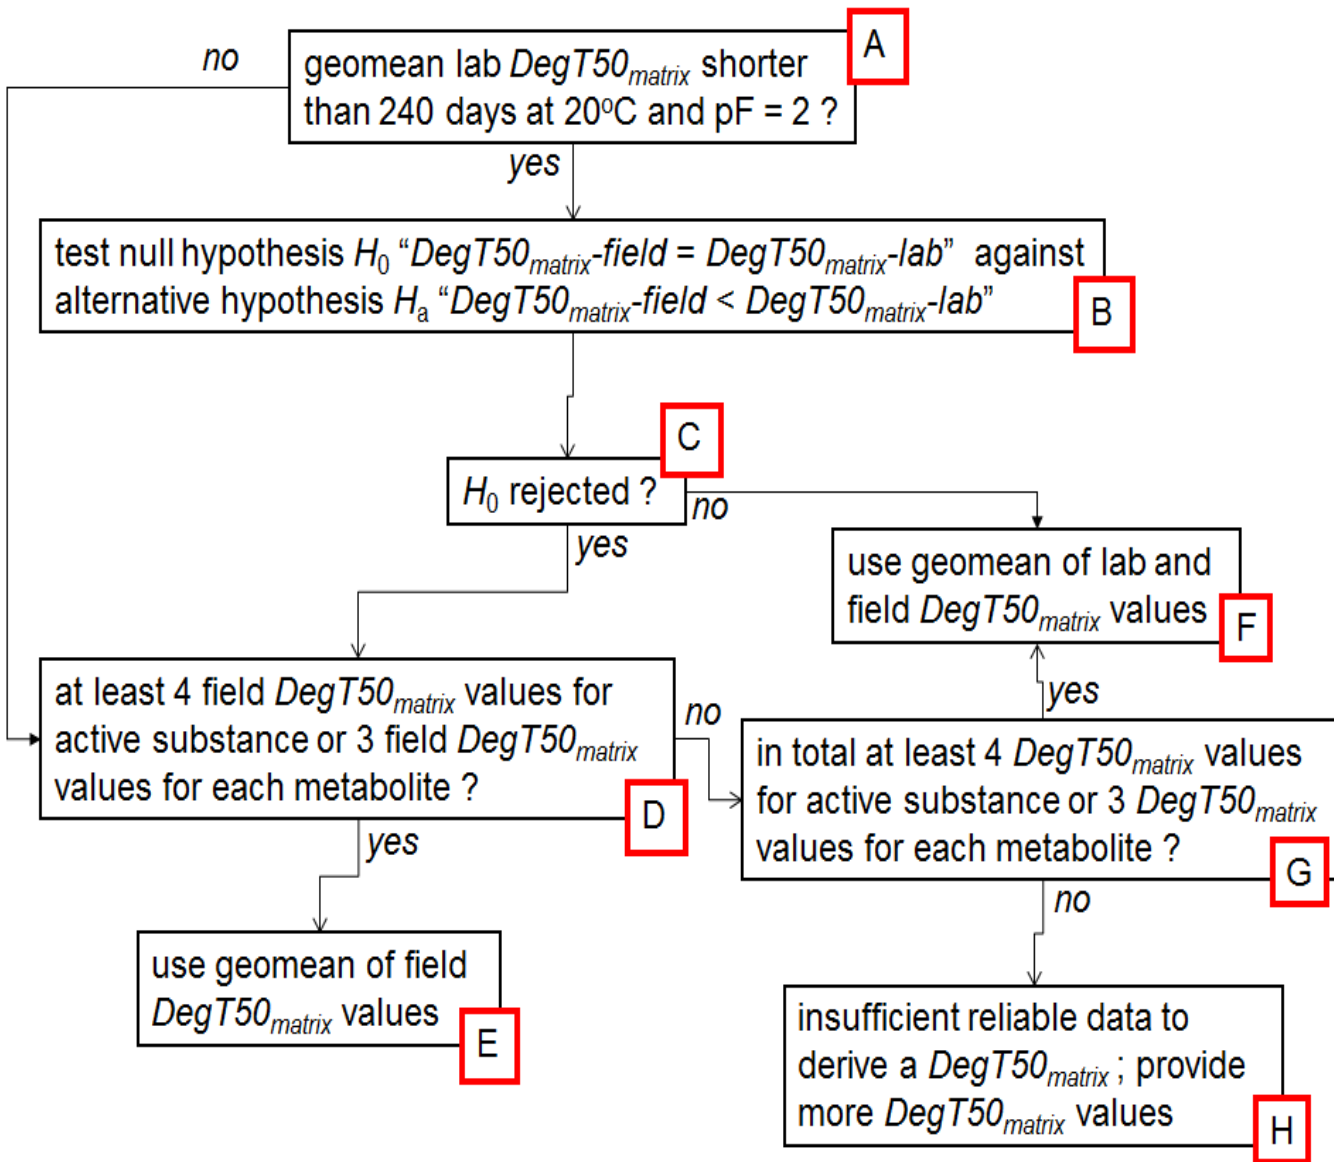 A
no
geomean lab DegT50matrix shorter
than 240 days at 20ºC and pF = 2 ?
yes
test null hypothesis H0 “DegT50matrix-field = DegT50matrix-lab” against
alternative hypothesis Ha “DegT50matrix-field < DegT50matrix-lab”
B
C
H0 rejected ?
no
yes
use geomean of lab and
field DegT50matrix values
F
at least 4 field DegT50matrix values for
active substance or 3 field DegT50matrix
values for each metabolite ?
D
no
yes
yes
in total at least 4 DegT50matrix values
for active substance or 3 DegT50matrix
values for each metabolite ?
G
no
use geomean of field
DegT50matrix values
E
insufficient reliable data to
derive a DegT50matrix ; provide
more DegT50matrix values
H